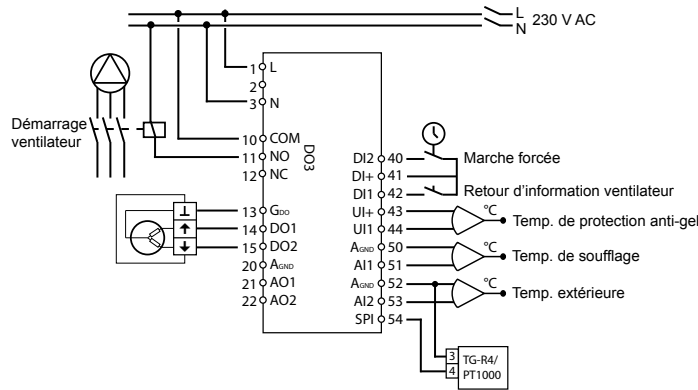 L
N
230 V AC
1 L
2
3 N
Démarrage
ventilateur
10 COM
11 NO
12 NC
DO3
13 GDO
14 DO1
15 DO2
20 AGND
21 AO1
22 AO2
DI2 40
DI+ 41
DI1 42
UI+ 43
UI1 44
AGND 50
AI1 51
AGND 52
AI2 53
SPI 54
Marche forcée
Retour d’information ventilateur
°C
Temp. de protection anti-gel
°C
Temp. de soufflage
°C
Temp. extérieure
3
4
TG-R4/
PT1000